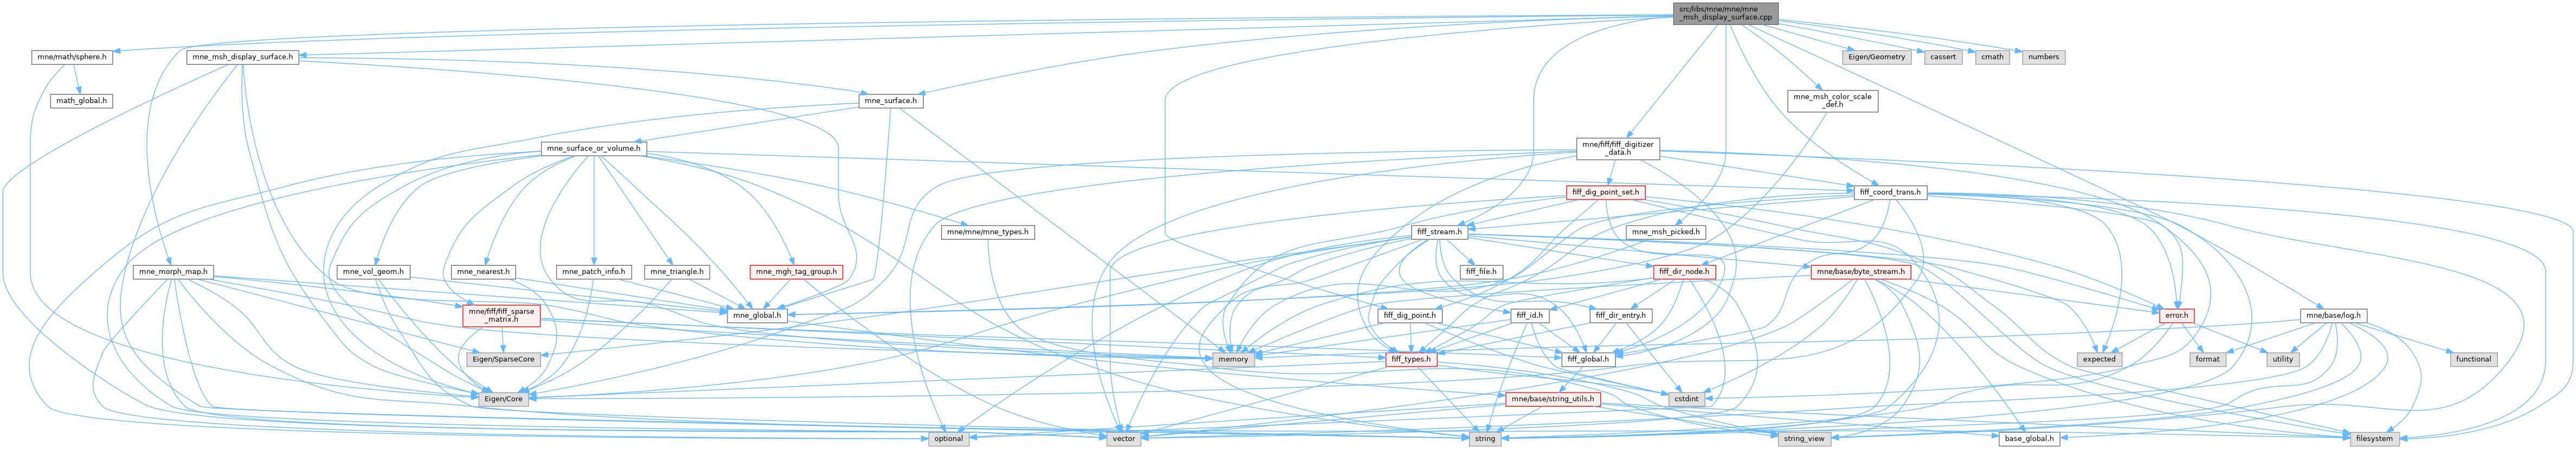 src/libs/mne/mne/mne
_msh_display_surface.cpp
mne/math/sphere.h
mne_msh_display_surface.h
Eigen/Geometry
cassert
cmath
numbers
math_global.h
mne_surface.h
mne_msh_color_scale
_def.h
mne_surface_or_volume.h
mne/fiff/fiff_digitizer
_data.h
fiff_dig_point_set.h
fiff_coord_trans.h
mne/mne/mne_types.h
fiff_stream.h
mne_msh_picked.h
mne_morph_map.h
mne_vol_geom.h
mne_nearest.h
mne_patch_info.h
mne_triangle.h
mne_mgh_tag_group.h
fiff_file.h
fiff_dir_node.h
mne/base/byte_stream.h
mne/fiff/fiff_sparse
_matrix.h
mne_global.h
fiff_dig_point.h
fiff_id.h
fiff_dir_entry.h
error.h
mne/base/log.h
Eigen/SparseCore
memory
fiff_types.h
fiff_global.h
expected
format
utility
functional
Eigen/Core
mne/base/string_utils.h
cstdint
optional
vector
string
string_view
base_global.h
filesystem